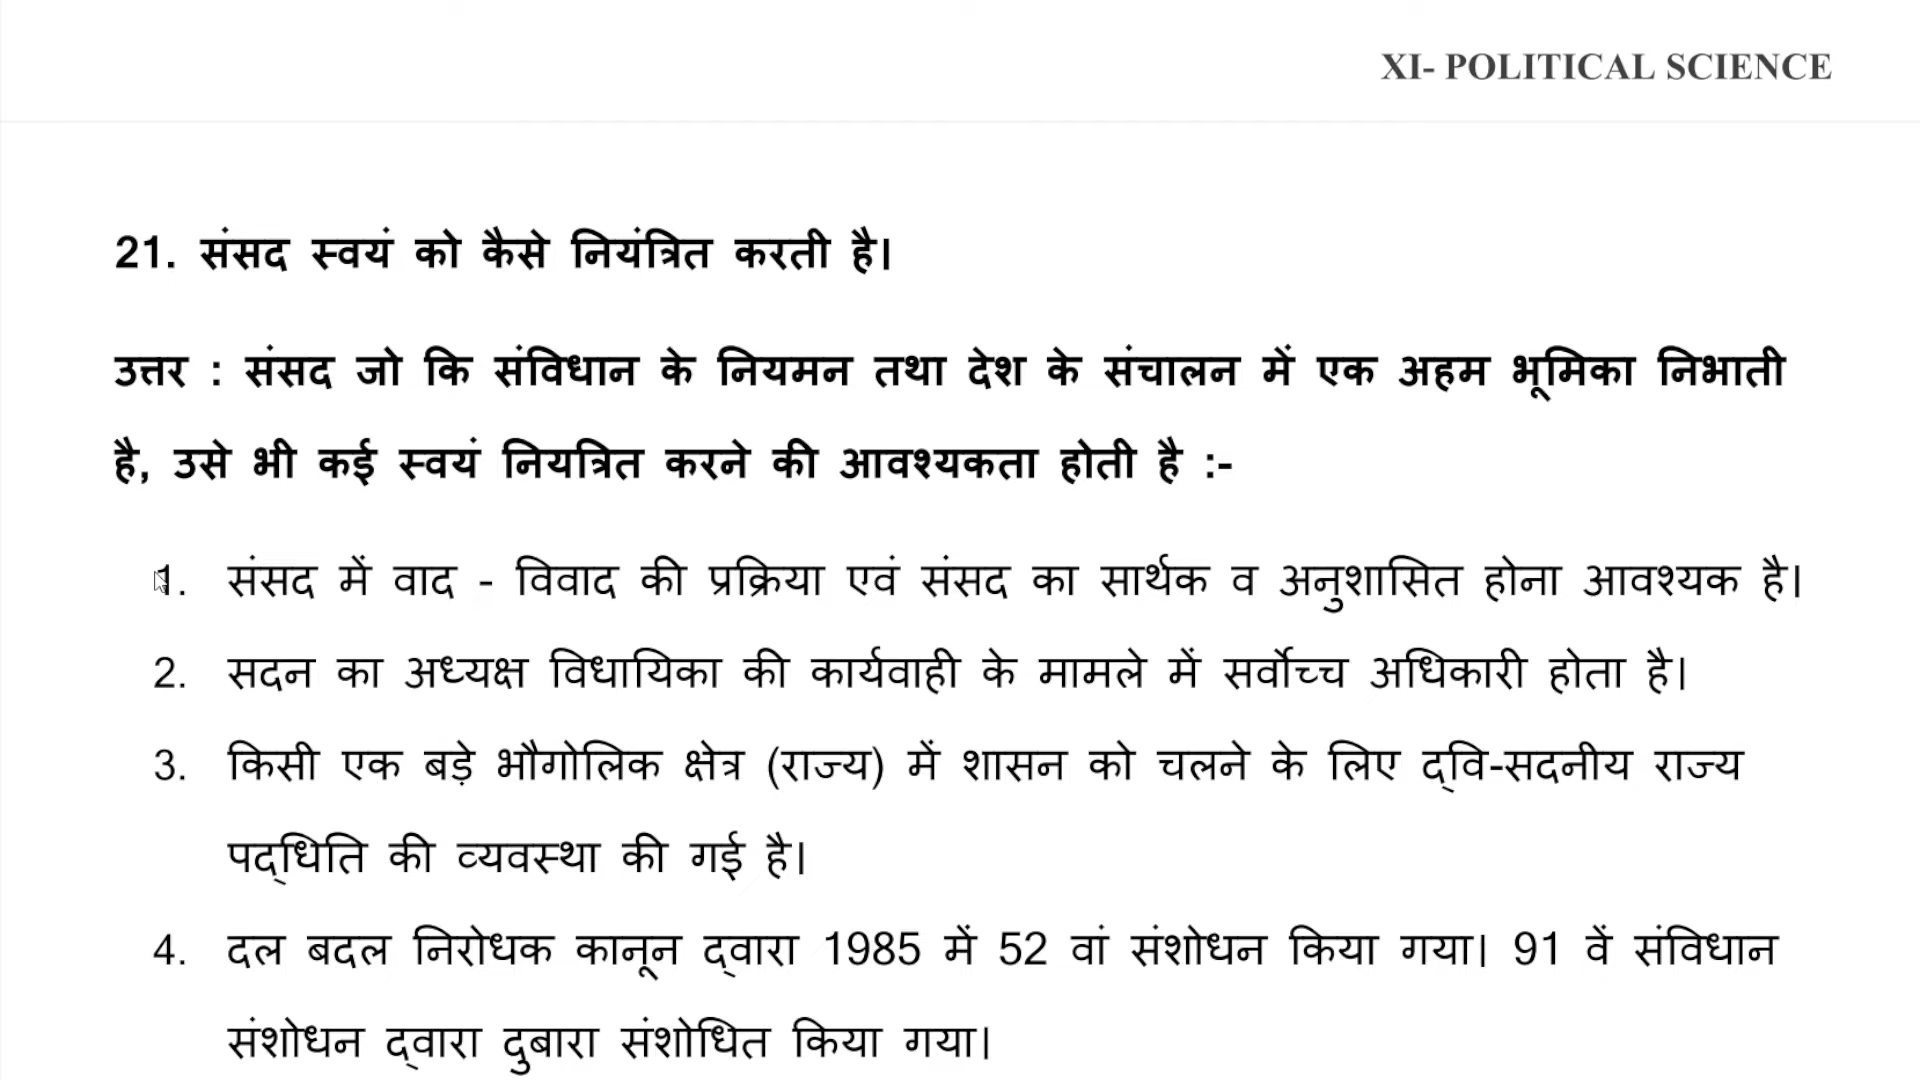 XI- POLITICAL SCIENCE
21. संसद स्वयं को कैसे नियंत्रित करती है।
उत्तर : संसद जो कि संविधान के नियमन तथा देश के संचालन में एक अहम भूमिका निभाती
है, उसे भी कई स्वयं नियत्रित करने की आवश्यकता होती है :-
1. संसद में वाद - विवाद की प्रक्रिया एवं संसद का सार्थक व अनुशासित होना आवश्यक है।
2. सदन का अध्यक्ष विधायिका की कार्यवाही के मामले में सर्वोच्च अधिकारी होता है।
3. किसी एक बड़े भौगोलिक क्षेत्र (राज्य) में शासन को चलने के लिए द्वि-सदनीय राज्य
पद्धिति की व्यवस्था की गई है।
4. दल बदल निरोधक कानून द्वारा 1985 में 52 वां संशोधन किया गया। 91 वें संविधान
संशोधन द्वारा दुबारा संशोधित किया गया।